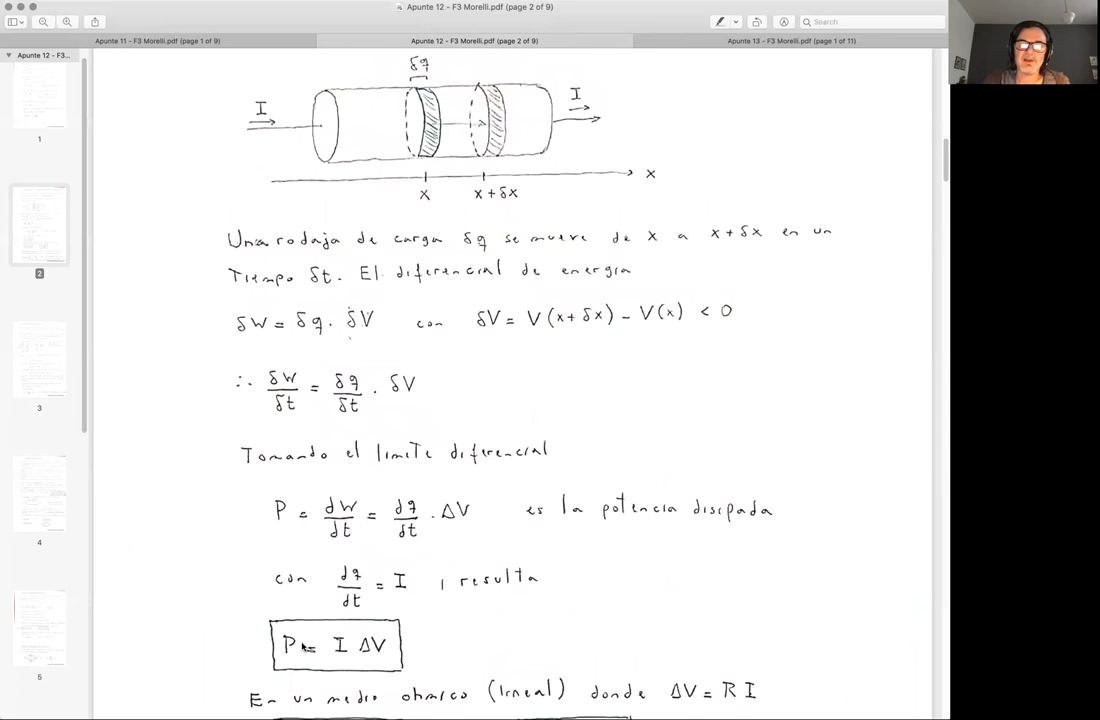 Apunte 12 - F3 Morelli.pdf (page 2 of 9)
Search
Apunte 11 - F3 Morelli.pdf (page 1 of 9)
Apunte 12 - F3 Morelli.pdf (page 2 of 9)
Apunte 13 - F3 Morelli.pdf (page 1 of 11)
Apunte 12 - F3...
1
2
3
4
5
δq
I
I
x
x x + δx
Una rodaja de carga δq se mueve de x a x + δx en un
Tiempo δt. El diferencial de energía
δW = δq . δV con δV = V(x + δx) - V(x) < 0
∴ δW/δt = δq/δt . δV
Tomando el limite diferencial
P = dW/dt = dq/dt . ΔV es la potencia disipada
con dq/dt = I , resulta
P = I ΔV
En un medio ohmico (lineal) donde ΔV = R I